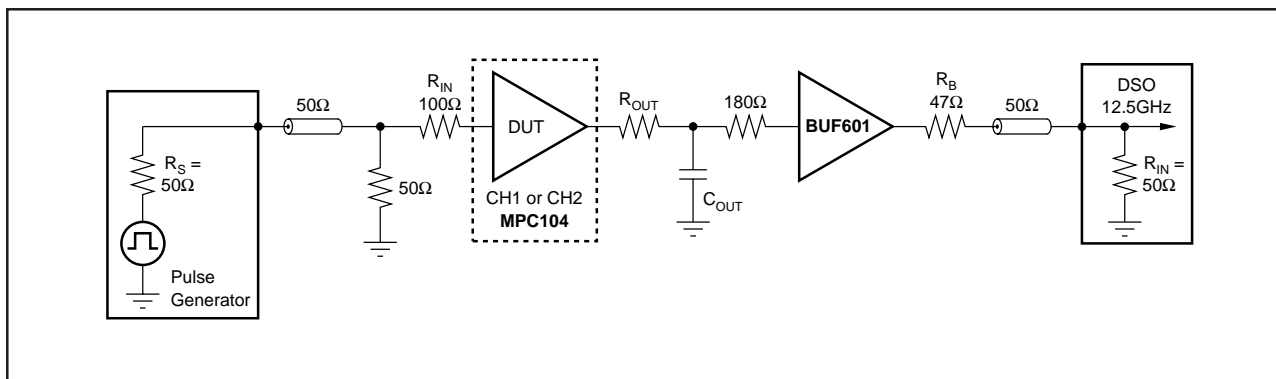 R_S =
50Ω
Pulse
Generator
50Ω
50Ω
R_IN
100Ω
DUT
CH1 or CH2
MPC104
R_OUT
C_OUT
180Ω
BUF601
R_B
47Ω
50Ω
DSO
12.5GHz
R_IN =
50Ω